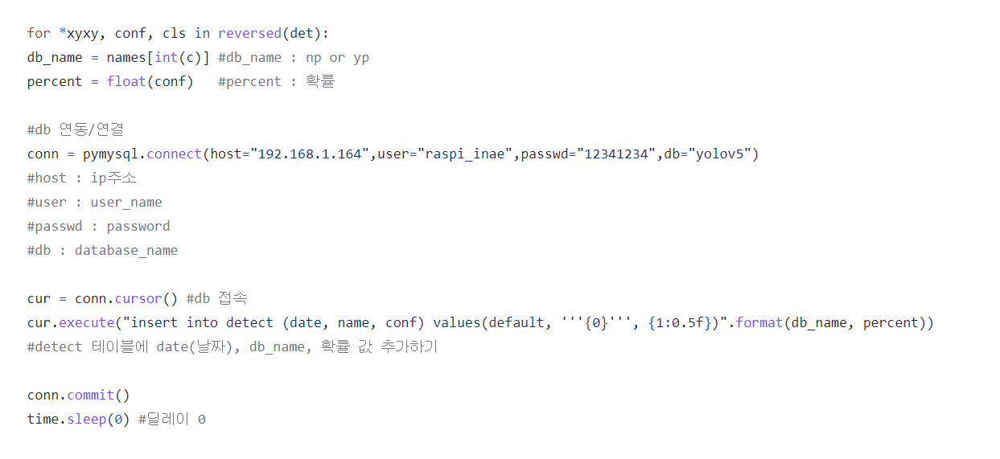 for *xyxy, conf, cls in reversed(det):
db_name = names[int(c)] #db_name : np or yp
percent = float(conf)   #percent : 확률
#db 연동/연결
conn = pymysql.connect(host="192.168.1.164",user="raspi_inae",passwd="12341234",db="yolov5")
#host : ip주소
#user : user_name
#passwd : password
#db : database_name
cur = conn.cursor() #db 접속
cur.execute("insert into detect (date, name, conf) values(default, '''{0}''', {1:0.5f})".format(db_name, percent))
#detect 테이블에 date(날짜), db_name, 확률 값 추가하기
conn.commit()
time.sleep(0) #딜레이 0